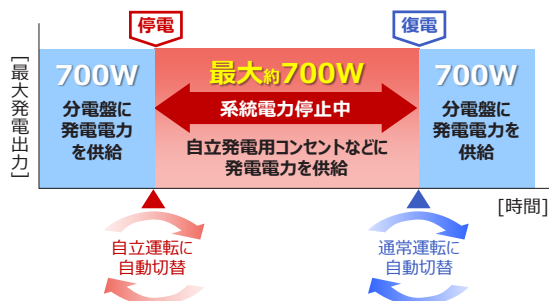 停電
復電
[最大発電出力]
700W
分電盤に
発電電力
を供給
最大約700W
系統電力停止中
自立発電用コンセントなどに
発電電力を供給
700W
分電盤に
発電電力を
供給
[時間]
自立運転に
自動切替
通常運転に
自動切替